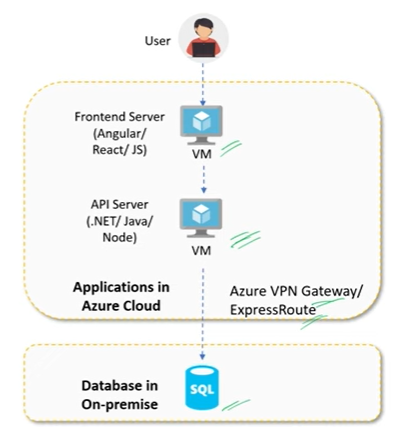 User
Frontend Server
(Angular/
React/ JS)
VM
API Server
(.NET/ Java/
Node)
VM
Applications in
Azure Cloud
Azure VPN Gateway/
ExpressRoute
Database in
On-premise
SQL